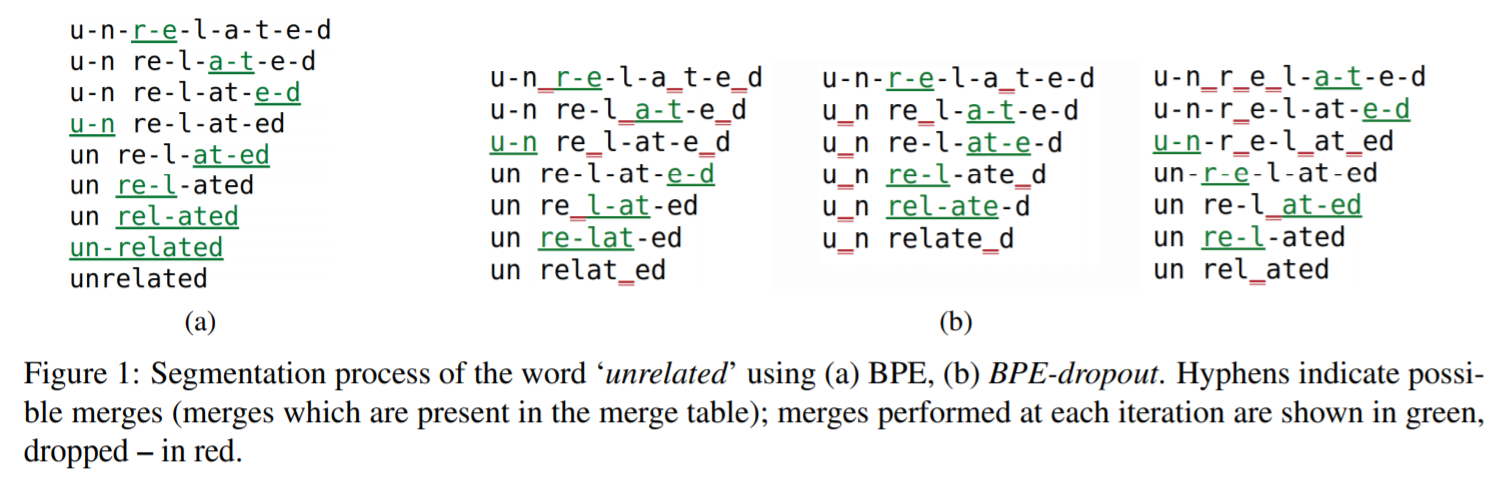 u-n-r-e-l-a-t-e-d
u-n re-l-a-t-e-d
u-n re-l-at-e-d
u-n re-l-at-ed
un re-l-at-ed
un re-l-ated
un rel-ated
un-related
unrelated
(a)
u-n_r-e-l-a_t-e_d
u-n re-l_a-t-e_d
u-n re_l-at-e_d
un re-l-at-e-d
un re_l-at-ed
un re-lat-ed
un relat_ed
u-n-r-e-l-a_t-e-d
u_n re_l-a-t-e-d
u_n re-l-at-e-d
u_n re-l-ate_d
u_n rel-ate-d
u_n relate_d
u-n_r_e_l-a-t-e-d
u-n-r_e-l-at-e-d
u-n-r_e-l_at_ed
un-r-e-l-at-ed
un re-l_at-ed
un re-l-ated
un rel_ated
(b)
Figure 1: Segmentation process of the word ‘unrelated’ using (a) BPE, (b) BPE-dropout. Hyphens indicate possi-
ble merges (merges which are present in the merge table); merges performed at each iteration are shown in green,
dropped – in red.